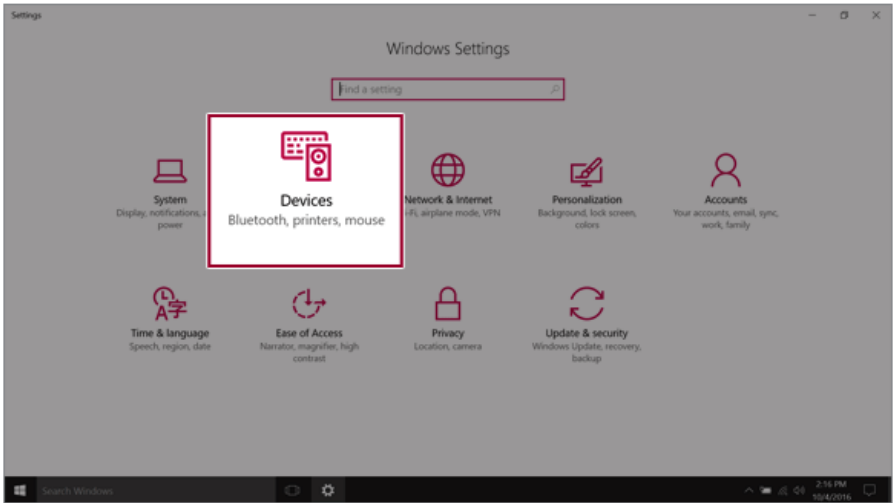 Settings
Windows Settings
Find a setting
System
Display, notifications,
power
Devices
Bluetooth, printers, mouse
Network & Internet
-Fi, airplane mode, VPN
Personalization
Background, lock screen,
colors
Accounts
Your accounts, email, sync,
work, family
A字
Time & language
Speech, region, date
Ease of Access
Narrator, magnifier, high
contrast
Privacy
Location, camera
Update & security
Windows Update, recovery,
backup
Search Windows
2:16 PM
10/4/2016